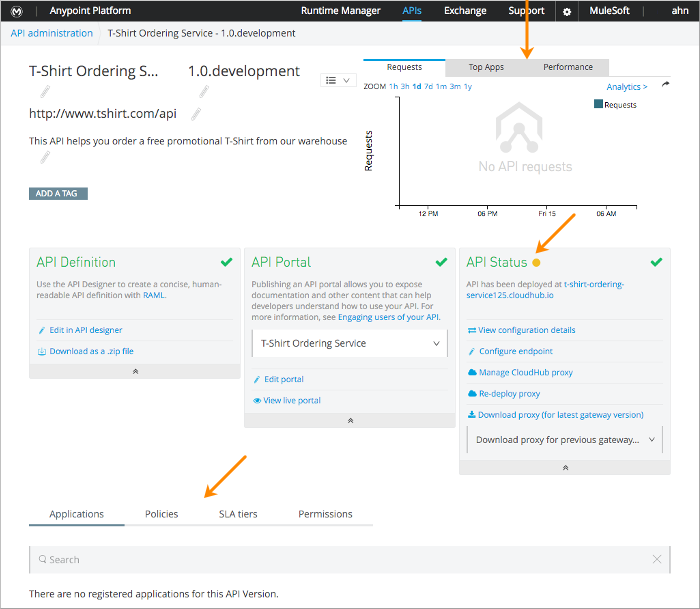 Anypoint Platform Runtime Manager APIs Exchange Support MuleSoft ahn
API administration T-Shirt Ordering Service - 1.0.development
T-Shirt Ordering S... 1.0.development
http://www.tshirt.com/api
This API helps you order a free promotional T-Shirt from our warehouse
ADD A TAG
Requests Top Apps Performance
ZOOM 1h 3h 1d 7d 1m 3m 1y Analytics >
Requests
Requests
No API requests
12 PM 06 PM Fri 15 06 AM
API Definition
Use the API Designer to create a concise, human-
readable API definition with RAML.
Edit in API designer
Download as a .zip file
API Portal
Publishing an API portal allows you to expose
documentation and other content that can help
developers understand how to use your API. For
more information, see Engaging users of your API.
T-Shirt Ordering Service
Edit portal
View live portal
API Status
API has been deployed at t-shirt-ordering-
service125.cloudhub.io
View configuration details
Configure endpoint
Manage CloudHub proxy
Re-deploy proxy
Download proxy (for latest gateway version)
Download proxy for previous gateway...
Applications Policies SLA tiers Permissions
Search
There are no registered applications for this API Version.